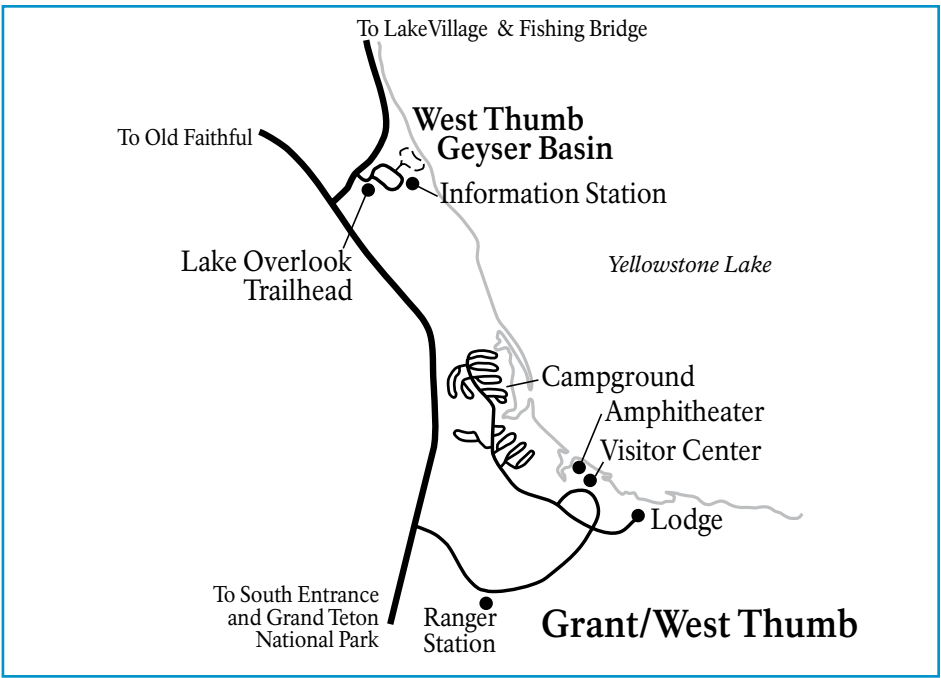 To LakeVillage & Fishing Bridge
To Old Faithful
West Thumb
Geyser Basin
Information Station
Lake Overlook
Trailhead
Yellowstone Lake
Campground
Amphitheater
Visitor Center
Lodge
To South Entrance
and Grand Teton
National Park
Ranger
Station
Grant/West Thumb